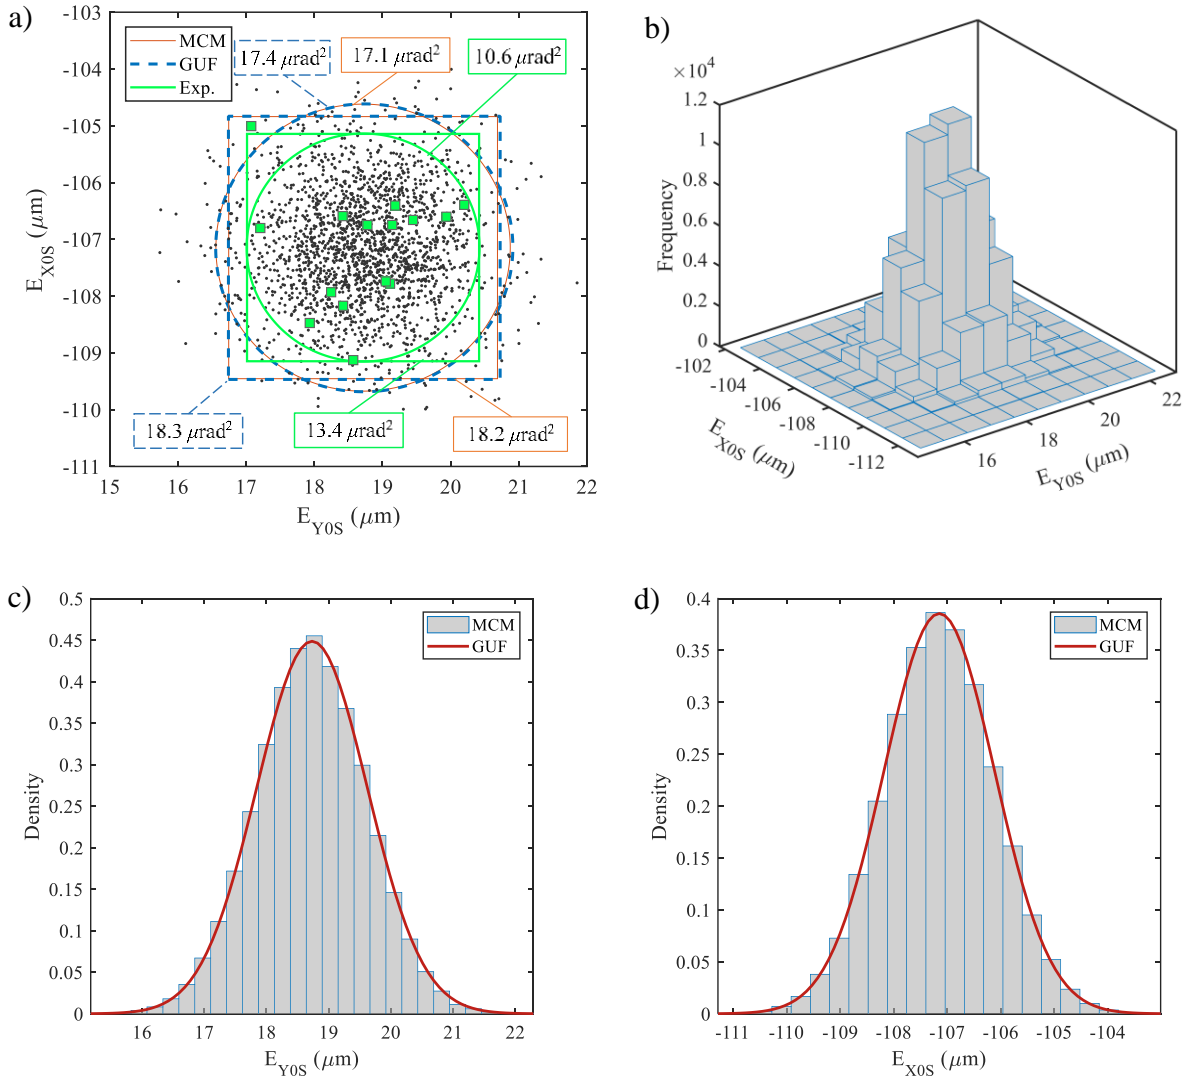 a)
-103
-104
-105
-106
-107
-108
-109
-110
-111
E_X0S (μm)
MCM
GUF
Exp.
17.4 μrad²
17.1 μrad²
10.6 μrad²
18.3 μrad²
13.4 μrad²
18.2 μrad²
15 16 17 18 19 20 21 22
E_Y0S (μm)
b)
×10⁴
1.2
1
0.8
0.6
0.4
0.2
0
Frequency
-102
-104
-106
-108
-110
-112
E_X0S (μm)
16
18
20
22
E_Y0S (μm)
c)
0.5
0.45
0.4
0.35
0.3
0.25
0.2
0.15
0.1
0.05
0
Density
MCM
GUF
16 17 18 19 20 21 22
E_Y0S (μm)
d)
0.4
0.35
0.3
0.25
0.2
0.15
0.1
0.05
0
Density
MCM
GUF
-111 -110 -109 -108 -107 -106 -105 -104
E_X0S (μm)